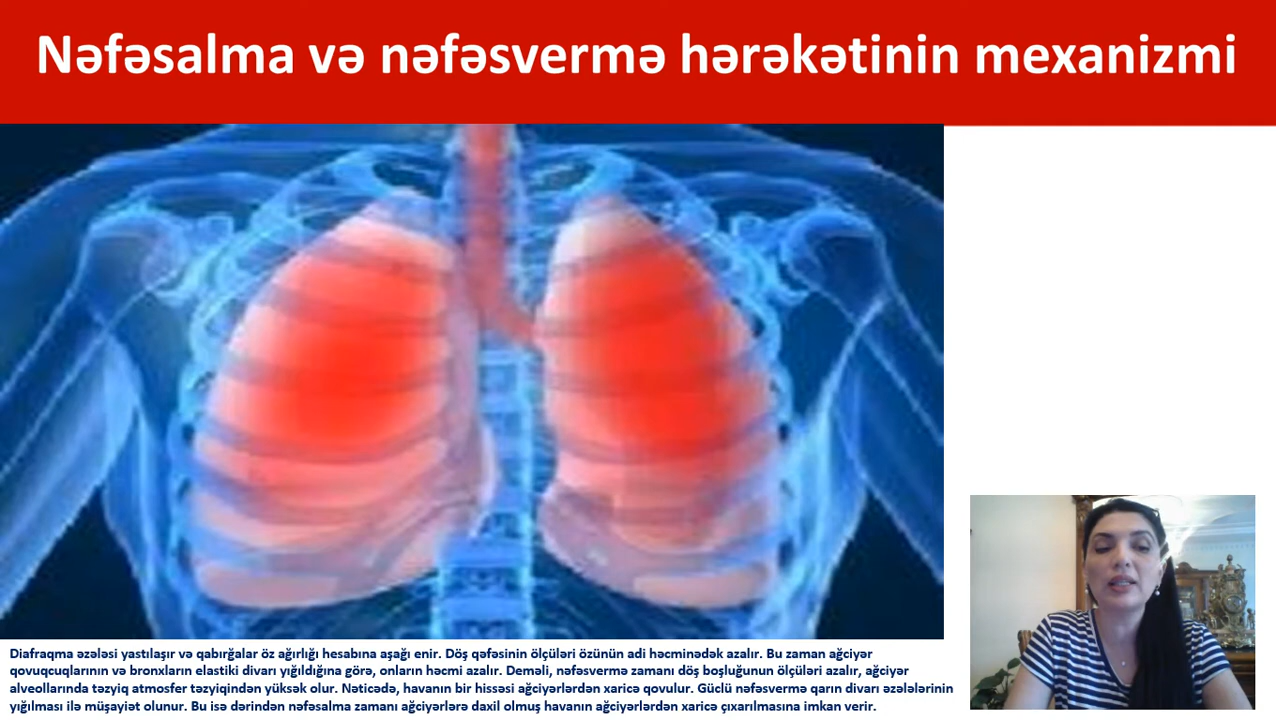 Nəfəsalma və nəfəsvermə hərəkətinin mexanizmi
Diafraqma əzələsi yastılaşır və qabırğalar öz ağırlığı hesabına aşağı enir. Döş qəfəsinin ölçüləri özünün adi həcminədək azalır. Bu zaman ağciyər
qovuqcuqlarının və bronxların elastiki divarı yığıldığına görə, onların həcmi azalır. Deməli, nəfəsvermə zamanı döş boşluğunun ölçüləri azalır, ağciyər
alveollarında təzyiq atmosfer təzyiqindən yüksək olur. Nəticədə, havanın bir hissəsi ağciyərlərdən xaricə qovulur. Güclü nəfəsvermə qarın divarı əzələlərinin
yığılması ilə müşayiət olunur. Bu isə dərindən nəfəsalma zamanı ağciyərlərə daxil olmuş havanın ağciyərlərdən xaricə çıxarılmasına imkan verir.